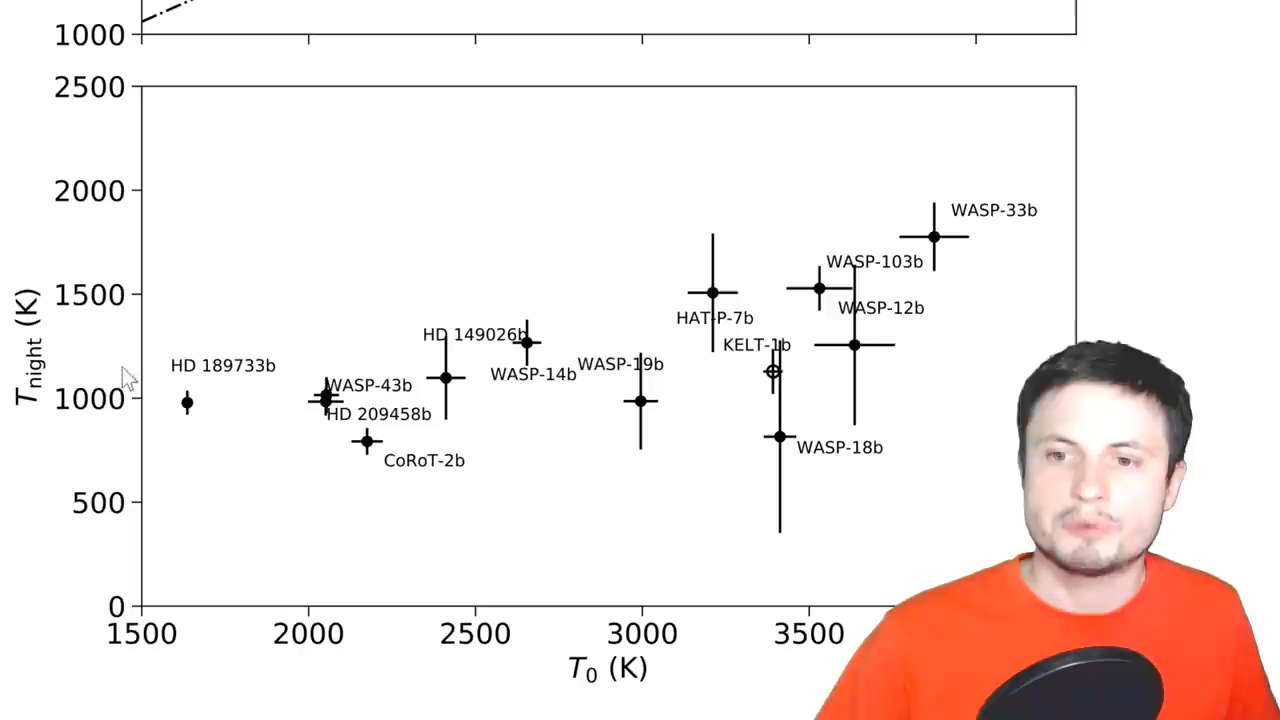 1000
2500
2000
1500
1000
500
0
T_night (K)
WASP-33b
WASP-103b
WASP-12b
HAT-P-7b
KELT-1b
HD 149026b
WASP-14b
WASP-19b
HD 189733b
WASP-43b
HD 209458b
CoRoT-2b
WASP-18b
1500 2000 2500 3000 3500
T_0 (K)